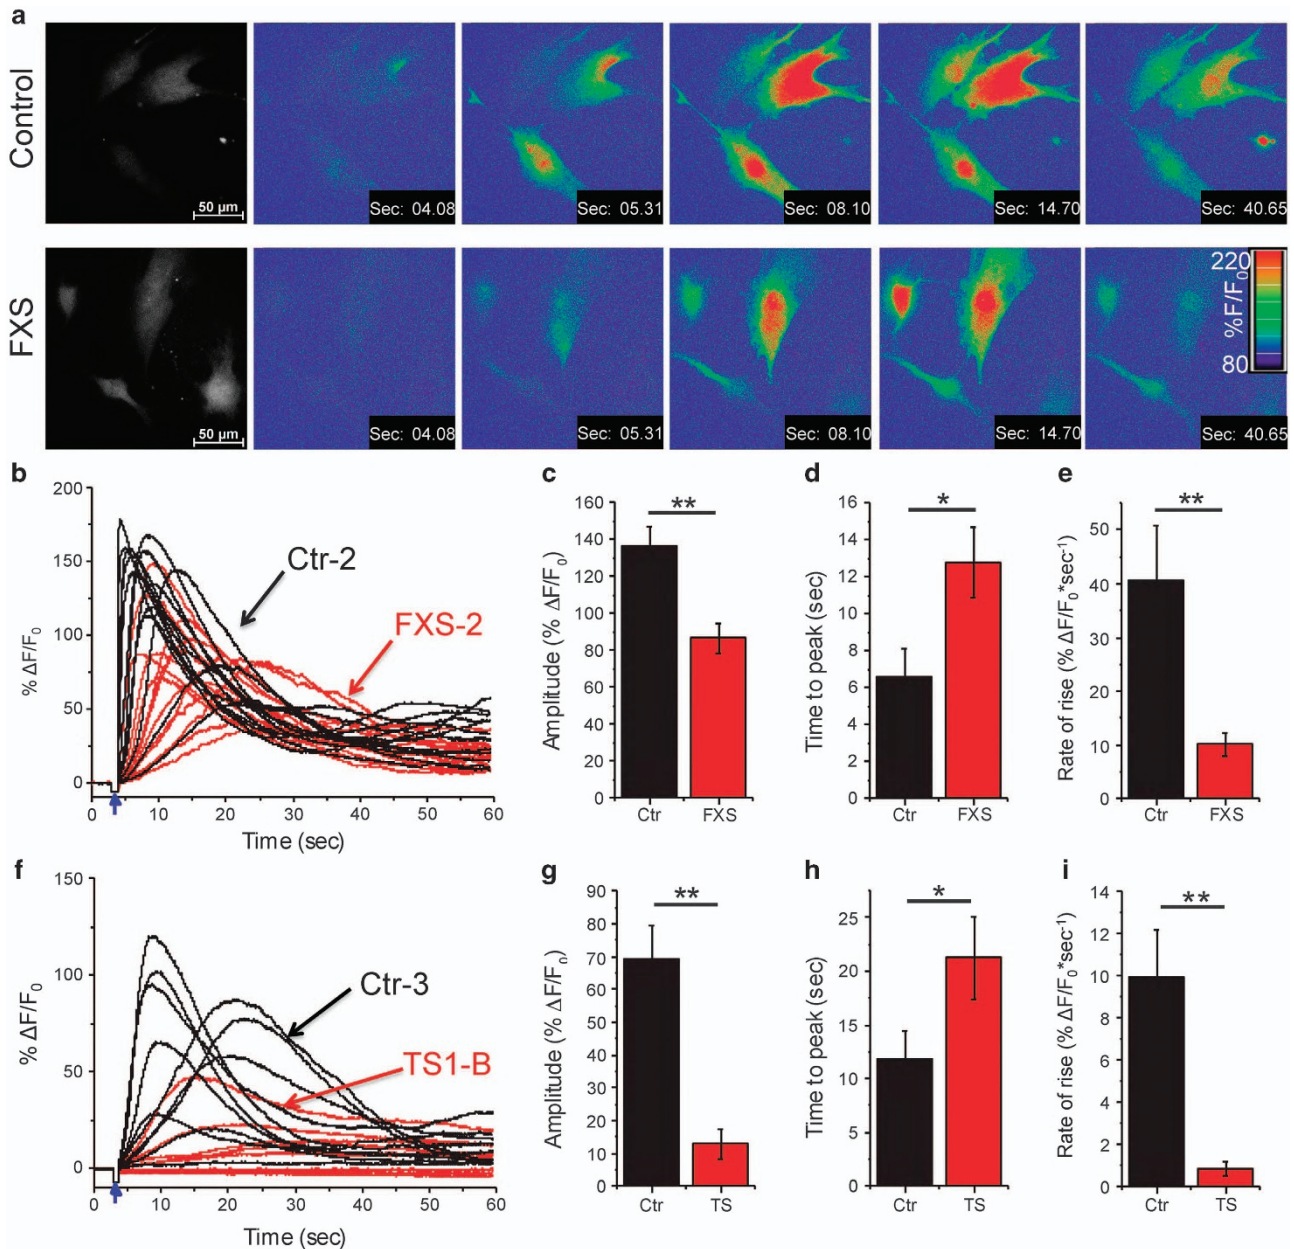 a
Control
50 µm
Sec: 04.08
Sec: 05.31
Sec: 08.10
Sec: 14.70
Sec: 40.65
FXS
50 µm
Sec: 04.08
Sec: 05.31
Sec: 08.10
Sec: 14.70
Sec: 40.65
220
%F/F₀
80
b
200
150
100
50
0
% ΔF/F₀
Ctr-2
FXS-2
0 10 20 30 40 50 60
Time (sec)
c
160
140
120
100
80
60
40
20
0
Amplitude (% ΔF/F₀)
**
Ctr FXS
d
16
14
12
10
8
6
4
2
0
Time to peak (sec)
*
Ctr FXS
e
50
40
30
20
10
0
Rate of rise (% ΔF/F₀*sec⁻¹)
**
Ctr FXS
f
150
100
50
0
% ΔF/F₀
Ctr-3
TS1-B
0 10 20 30 40 50 60
Time (sec)
g
90
80
70
60
50
40
30
20
10
0
Amplitude (% ΔF/F₀)
**
Ctr TS
h
25
20
15
10
5
0
Time to peak (sec)
*
Ctr TS
i
14
12
10
8
6
4
2
0
Rate of rise (% ΔF/F₀*sec⁻¹)
**
Ctr TS